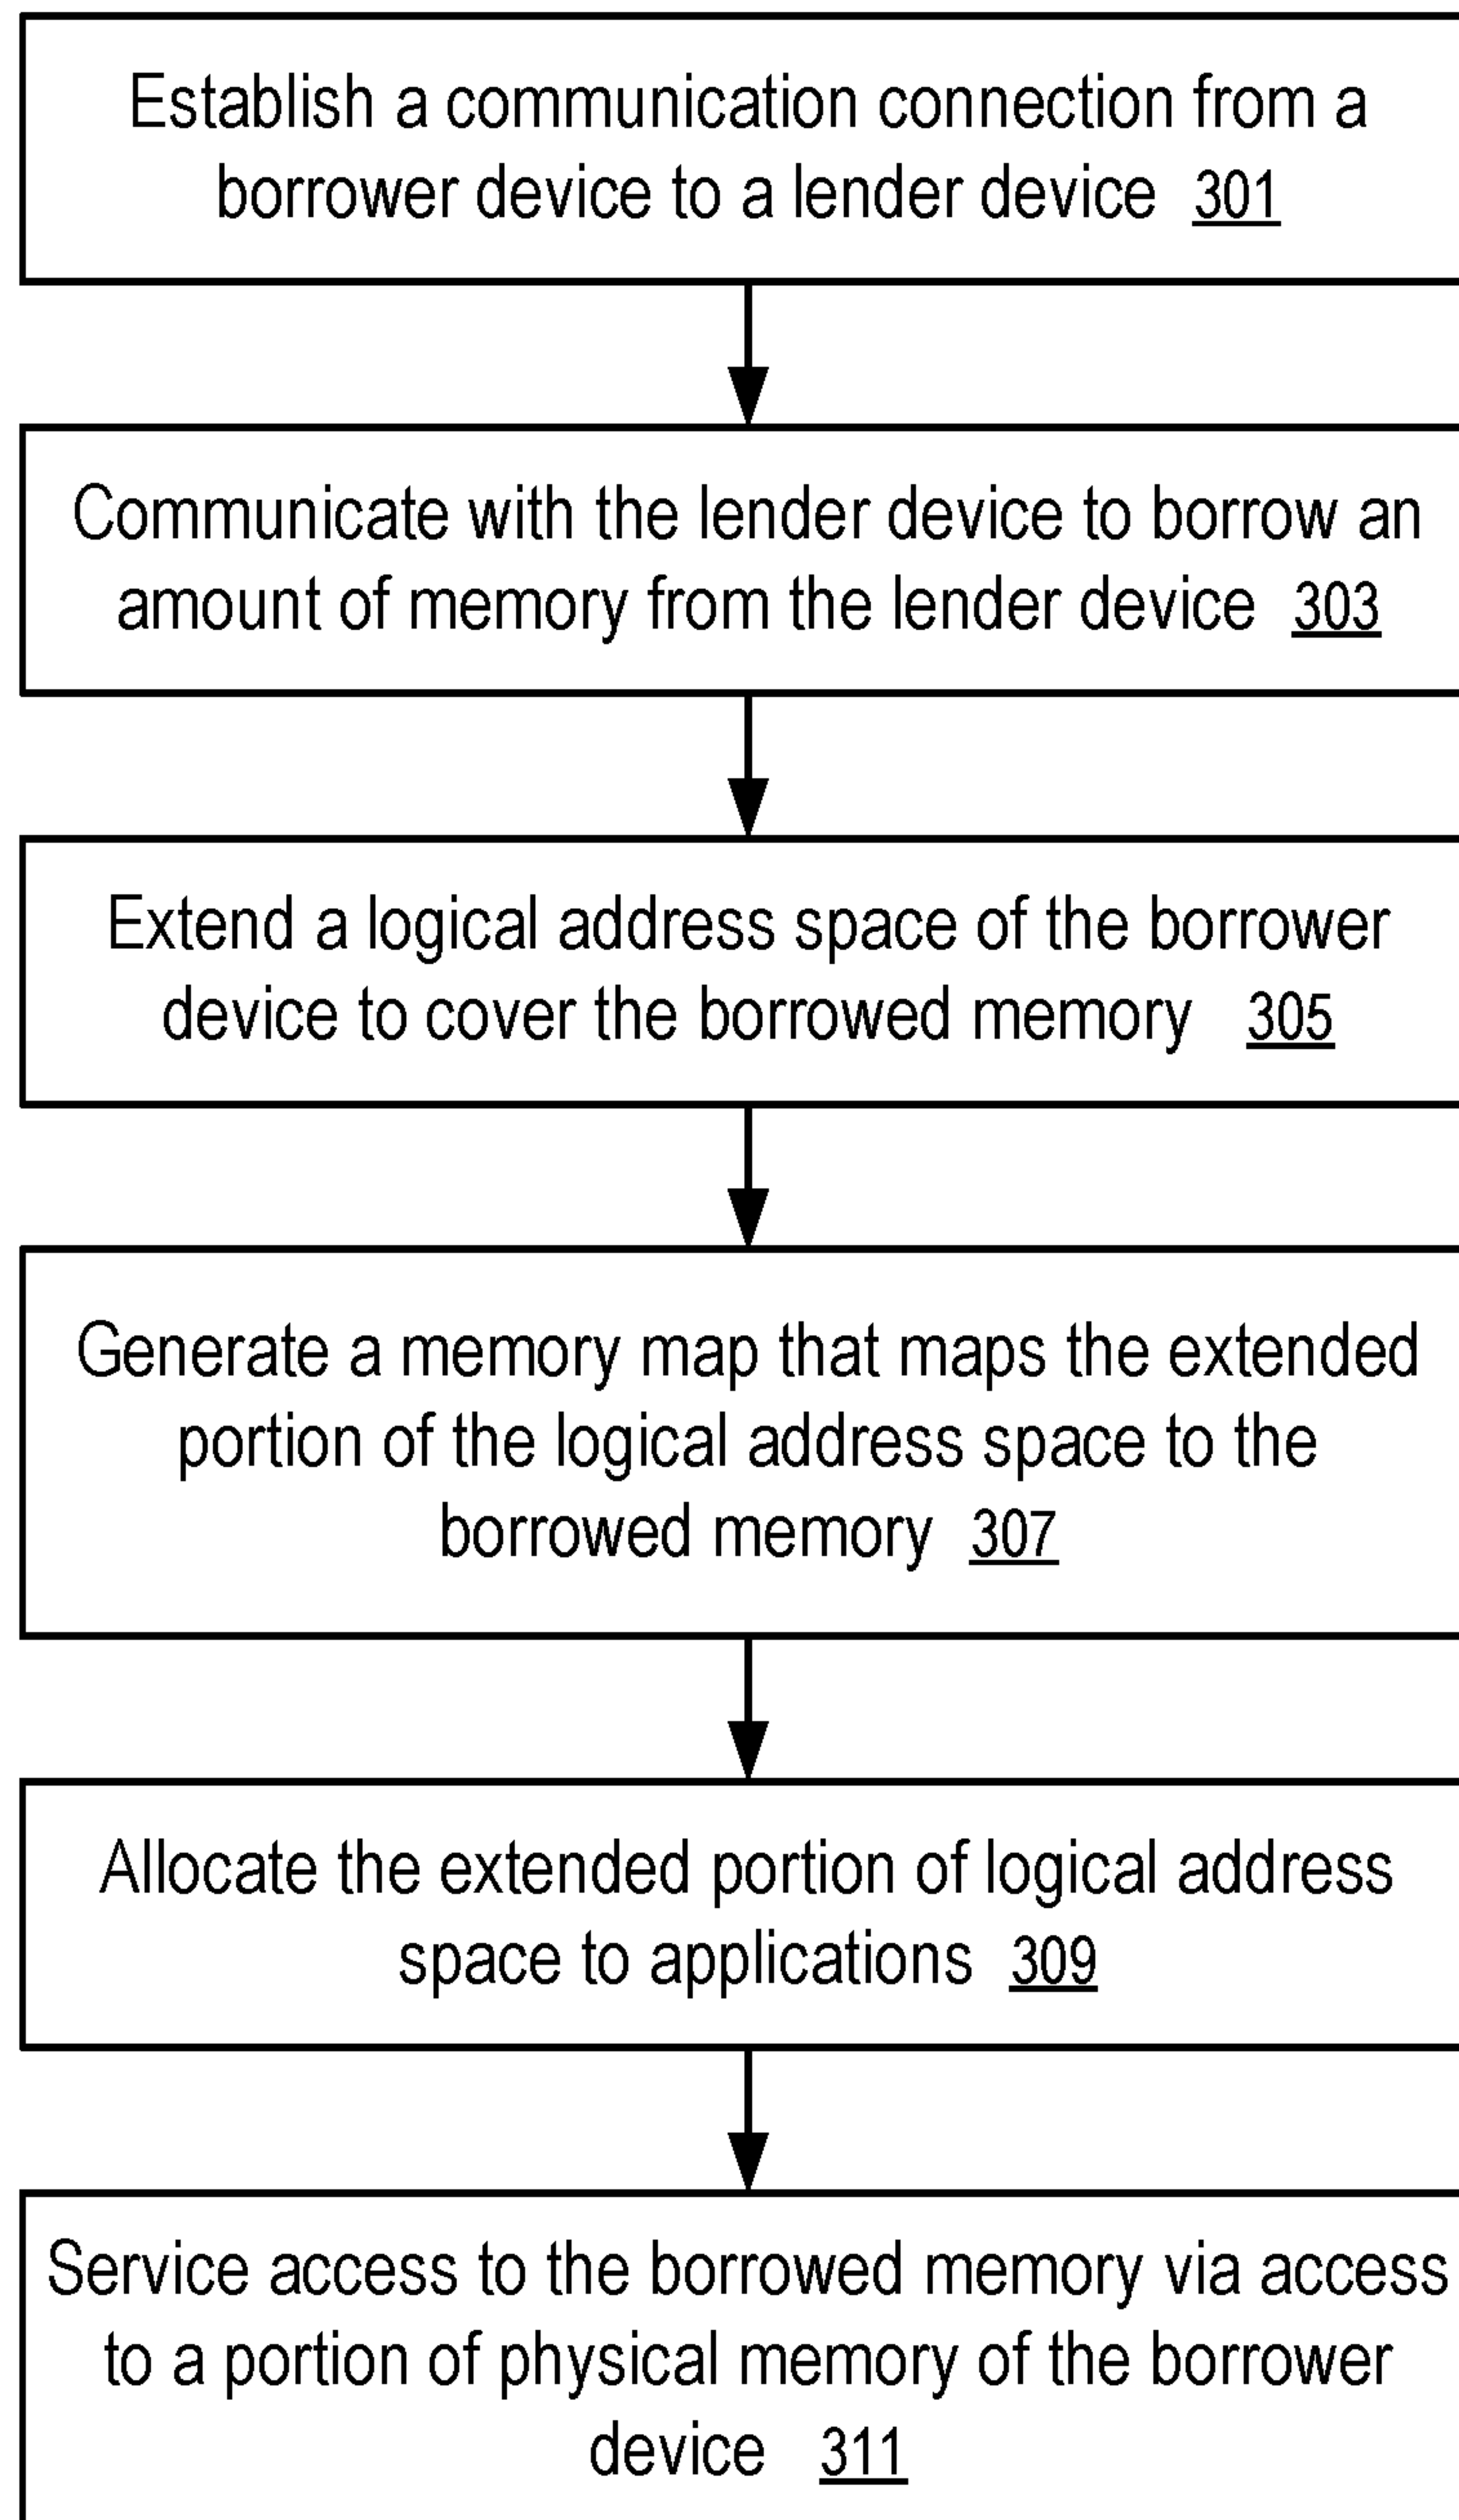 Establish a communication connection from a
borrower device to a lender device 301
Communicate with the lender device to borrow an
amount of memory from the lender device 303
Extend a logical address space of the borrower
device to cover the borrowed memory 305
Generate a memory map that maps the extended
portion of the logical address space to the
borrowed memory 307
Allocate the extended portion of logical address
space to applications 309
Service access to the borrowed memory via access
to a portion of physical memory of the borrower
device 311